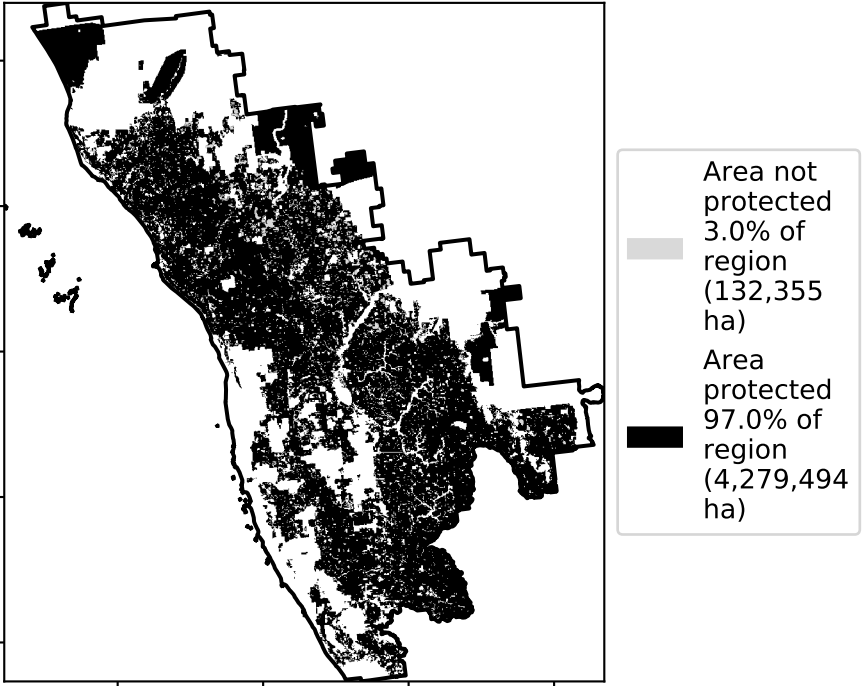 Area not
protected
3.0% of
region
(132,355
ha)
Area
protected
97.0% of
region
(4,279,494
ha)